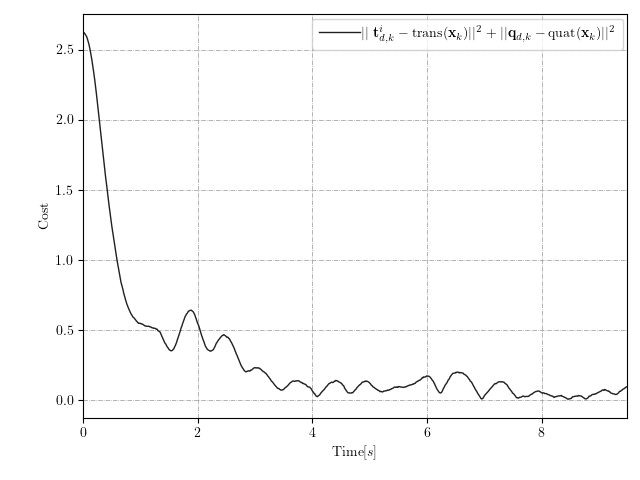 || t^i_{d,k} − trans(x_k)||² + ||q_{d,k} − quat(x_k)||²
2.5
2.0
1.5
1.0
0.5
0.0
Cost
0 2 4 6 8
Time[s]